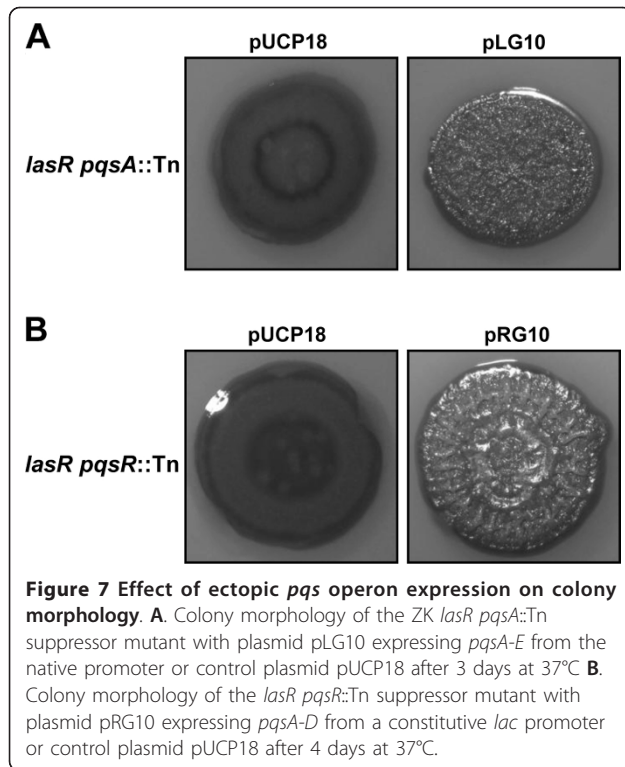 A
pUCP18 pLG10
lasR pqsA::Tn
B
pUCP18 pRG10
lasR pqsR::Tn
Figure 7 Effect of ectopic pqs operon expression on colony
morphology. A. Colony morphology of the ZK lasR pqsA::Tn
suppressor mutant with plasmid pLG10 expressing pqsA-E from the
native promoter or control plasmid pUCP18 after 3 days at 37°C B.
Colony morphology of the lasR pqsR::Tn suppressor mutant with
plasmid pRG10 expressing pqsA-D from a constitutive lac promoter
or control plasmid pUCP18 after 4 days at 37°C.